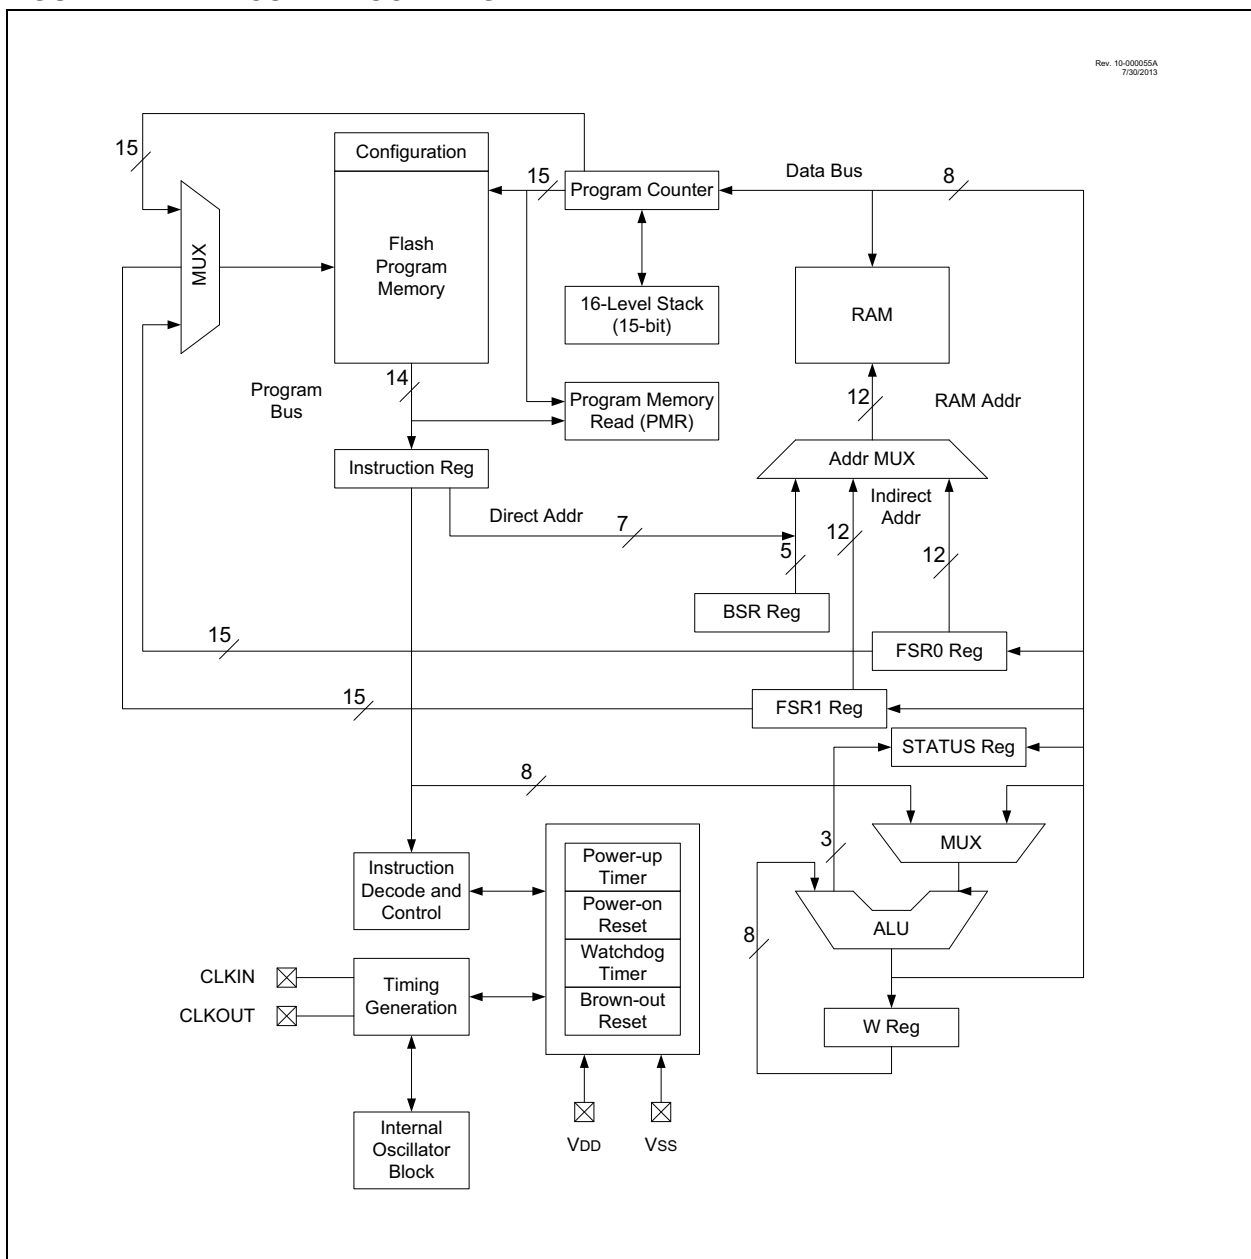 Rev. 10-000055A
7/30/2013
15
Configuration
15
Program Counter
Data Bus
8
MUX
Flash
Program
Memory
16-Level Stack
(15-bit)
RAM
Program
Bus
14
Program Memory
Read (PMR)
12
RAM Addr
Instruction Reg
Addr MUX
Direct Addr
7
Indirect
Addr
12
5
12
BSR Reg
15
FSR0 Reg
15
FSR1 Reg
STATUS Reg
8
3
MUX
Power-up
Timer
Instruction
Decode and
Control
Power-on
Reset
8
ALU
Watchdog
Timer
CLKIN
CLKOUT
Timing
Generation
Brown-out
Reset
W Reg
Internal
Oscillator
Block
VDD
VSS